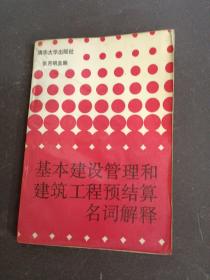 清华大学出版社
张月明主编
基本建设管理和
建筑工程预结算
名词解释